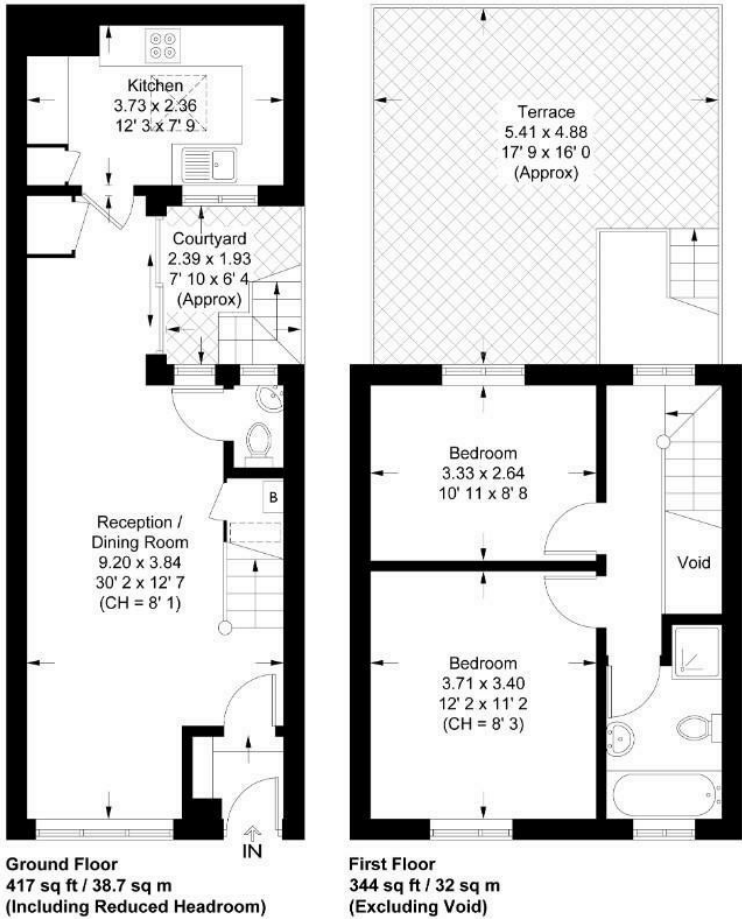 Kitchen
3.73 x 2.36
12' 3 x 7' 9
Courtyard
2.39 x 1.93
7' 10 x 6' 4
(Approx)
B
Reception /
Dining Room
9.20 x 3.84
30' 2 x 12' 7
(CH = 8' 1)
IN
Ground Floor
417 sq ft / 38.7 sq m
(Including Reduced Headroom)
Terrace
5.41 x 4.88
17' 9 x 16' 0
(Approx)
Bedroom
3.33 x 2.64
10' 11 x 8' 8
Void
Bedroom
3.71 x 3.40
12' 2 x 11' 2
(CH = 8' 3)
First Floor
344 sq ft / 32 sq m
(Excluding Void)